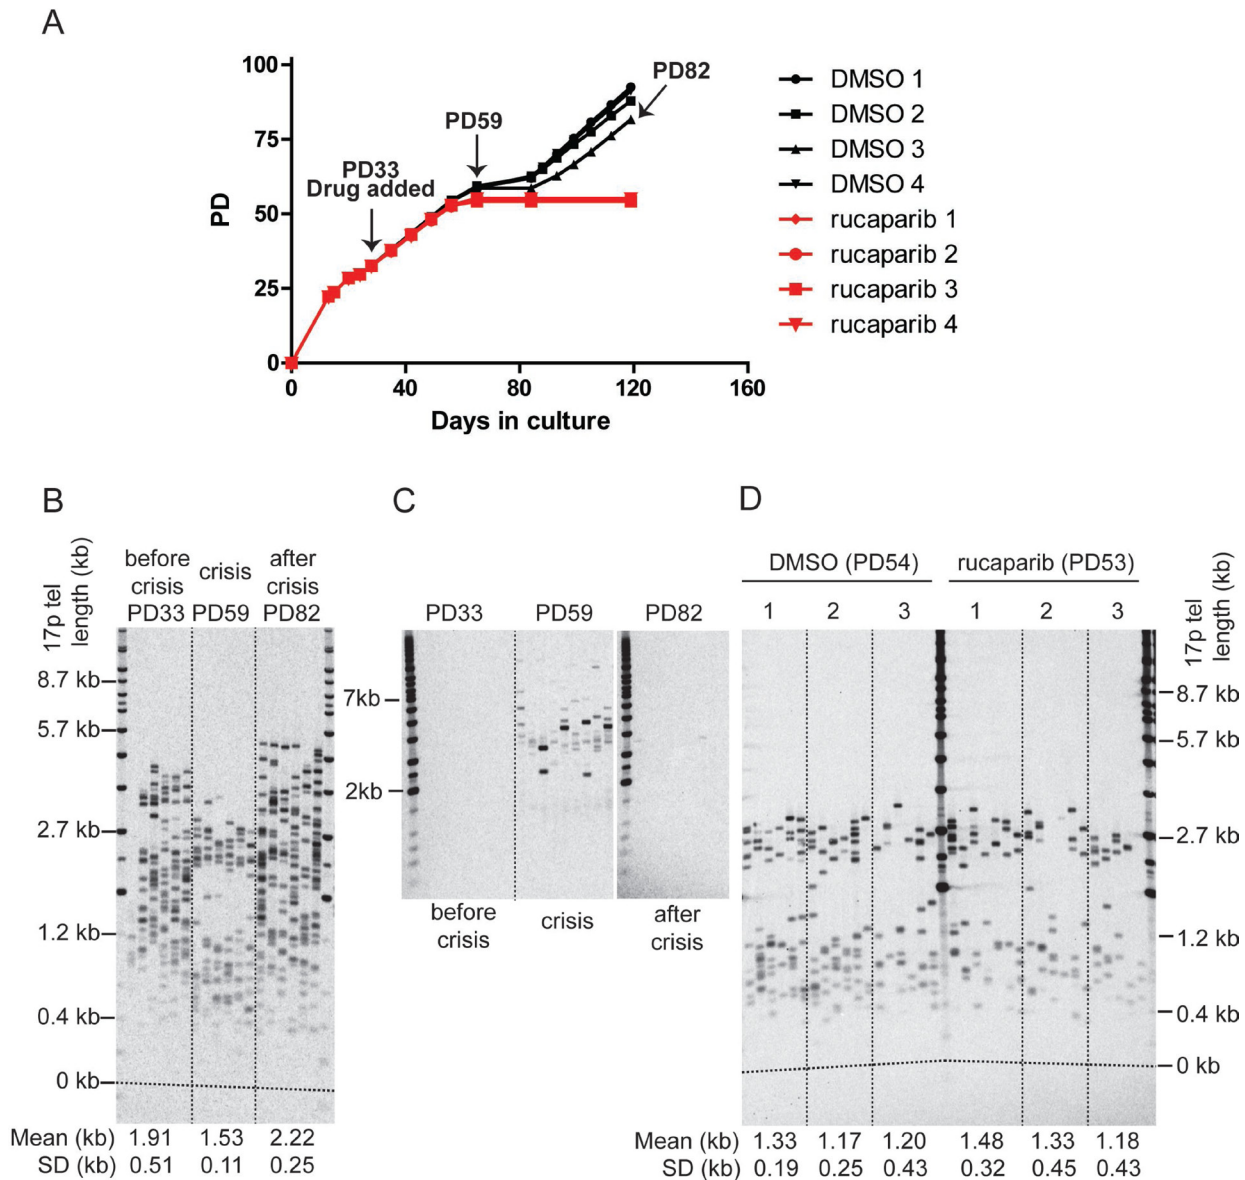 A
100
75
50
25
0
PD
PD33
Drug added
PD59
PD82
0 40 80 120 160
Days in culture
DMSO 1
DMSO 2
DMSO 3
DMSO 4
rucaparib 1
rucaparib 2
rucaparib 3
rucaparib 4
B
17p tel
length (kb)
before
crisis
PD33
crisis
PD59
after
crisis
PD82
8.7 kb
5.7 kb
2.7 kb
1.2 kb
0.4 kb
0 kb
Mean (kb) 1.91 1.53 2.22
SD (kb) 0.51 0.11 0.25
C
PD33 PD59 PD82
7kb
2kb
before
crisis
crisis
after
crisis
D
DMSO (PD54) rucaparib (PD53)
1 2 3 1 2 3
17p tel
length (kb)
8.7 kb
5.7 kb
2.7 kb
1.2 kb
0.4 kb
0 kb
Mean (kb) 1.33 1.17 1.20 1.48 1.33 1.18
SD (kb) 0.19 0.25 0.43 0.32 0.45 0.43